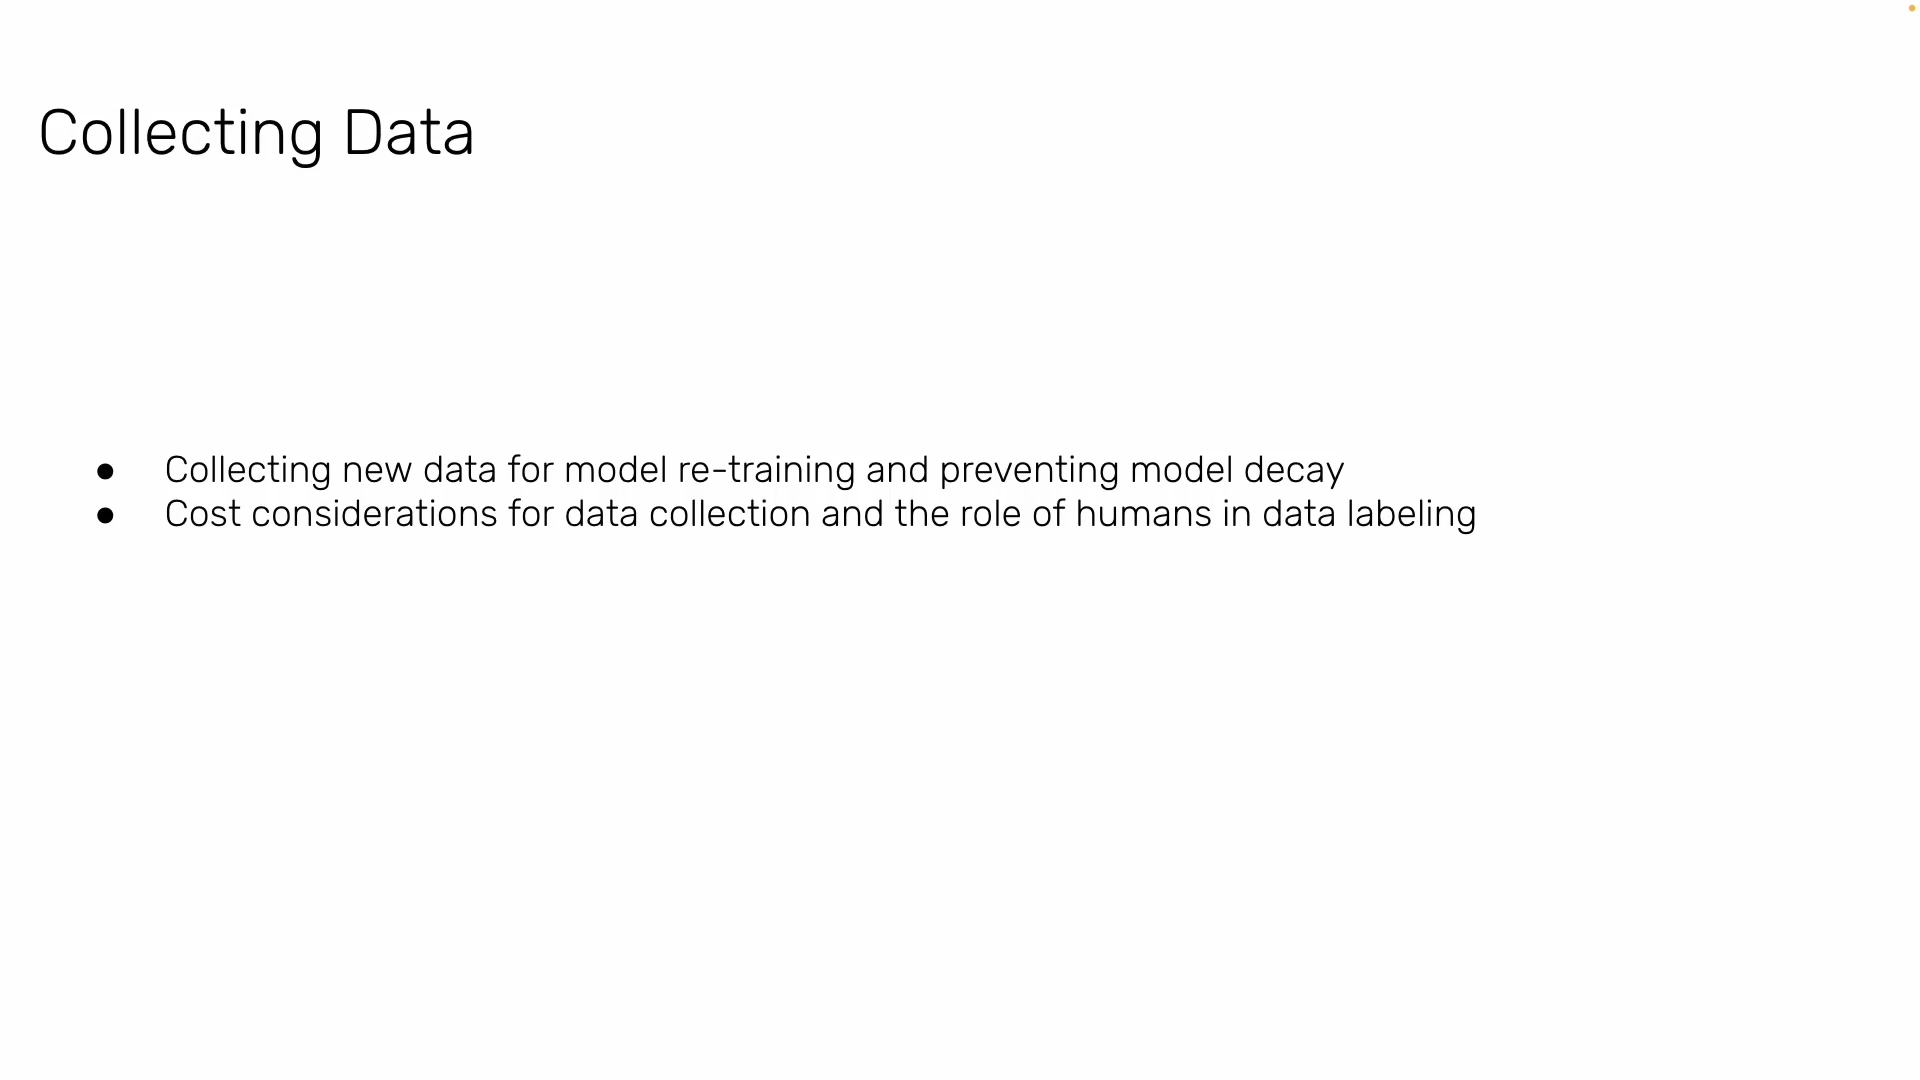 Collecting Data
● Collecting new data for model re-training and preventing model decay
● Cost considerations for data collection and the role of humans in data labeling